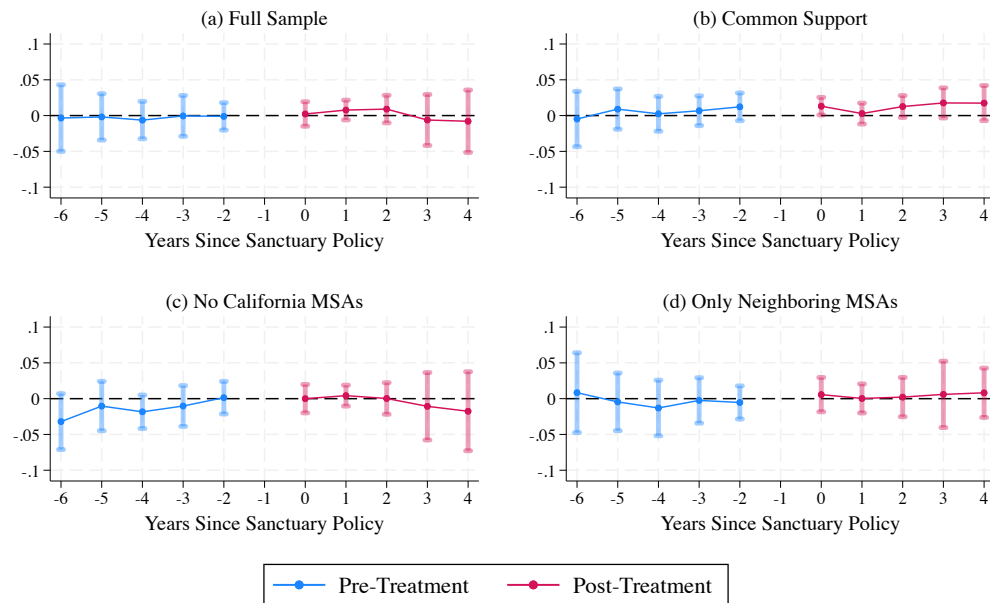 (a) Full Sample
.1
.05
0
-.05
-.1
-6 -5 -4 -3 -2 -1 0 1 2 3 4
Years Since Sanctuary Policy
(b) Common Support
.1
.05
0
-.05
-.1
-6 -5 -4 -3 -2 -1 0 1 2 3 4
Years Since Sanctuary Policy
(c) No California MSAs
.1
.05
0
-.05
-.1
-6 -5 -4 -3 -2 -1 0 1 2 3 4
Years Since Sanctuary Policy
(d) Only Neighboring MSAs
.1
.05
0
-.05
-.1
-6 -5 -4 -3 -2 -1 0 1 2 3 4
Years Since Sanctuary Policy
Pre-Treatment Post-Treatment